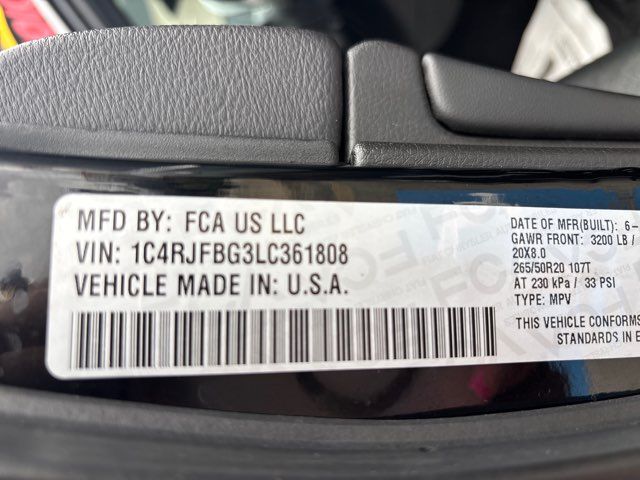 MFD BY: FCA US LLC
VIN: 1C4RJFBG3LC361808
VEHICLE MADE IN: U.S.A.
DATE OF MFR(BUILT): 6-
GAWR FRONT: 3200 LB/
20X8.0
265/50R20 107T
AT 230 kPa / 33 PSI
TYPE: MPV
THIS VEHICLE CONFORMS
STANDARDS IN E